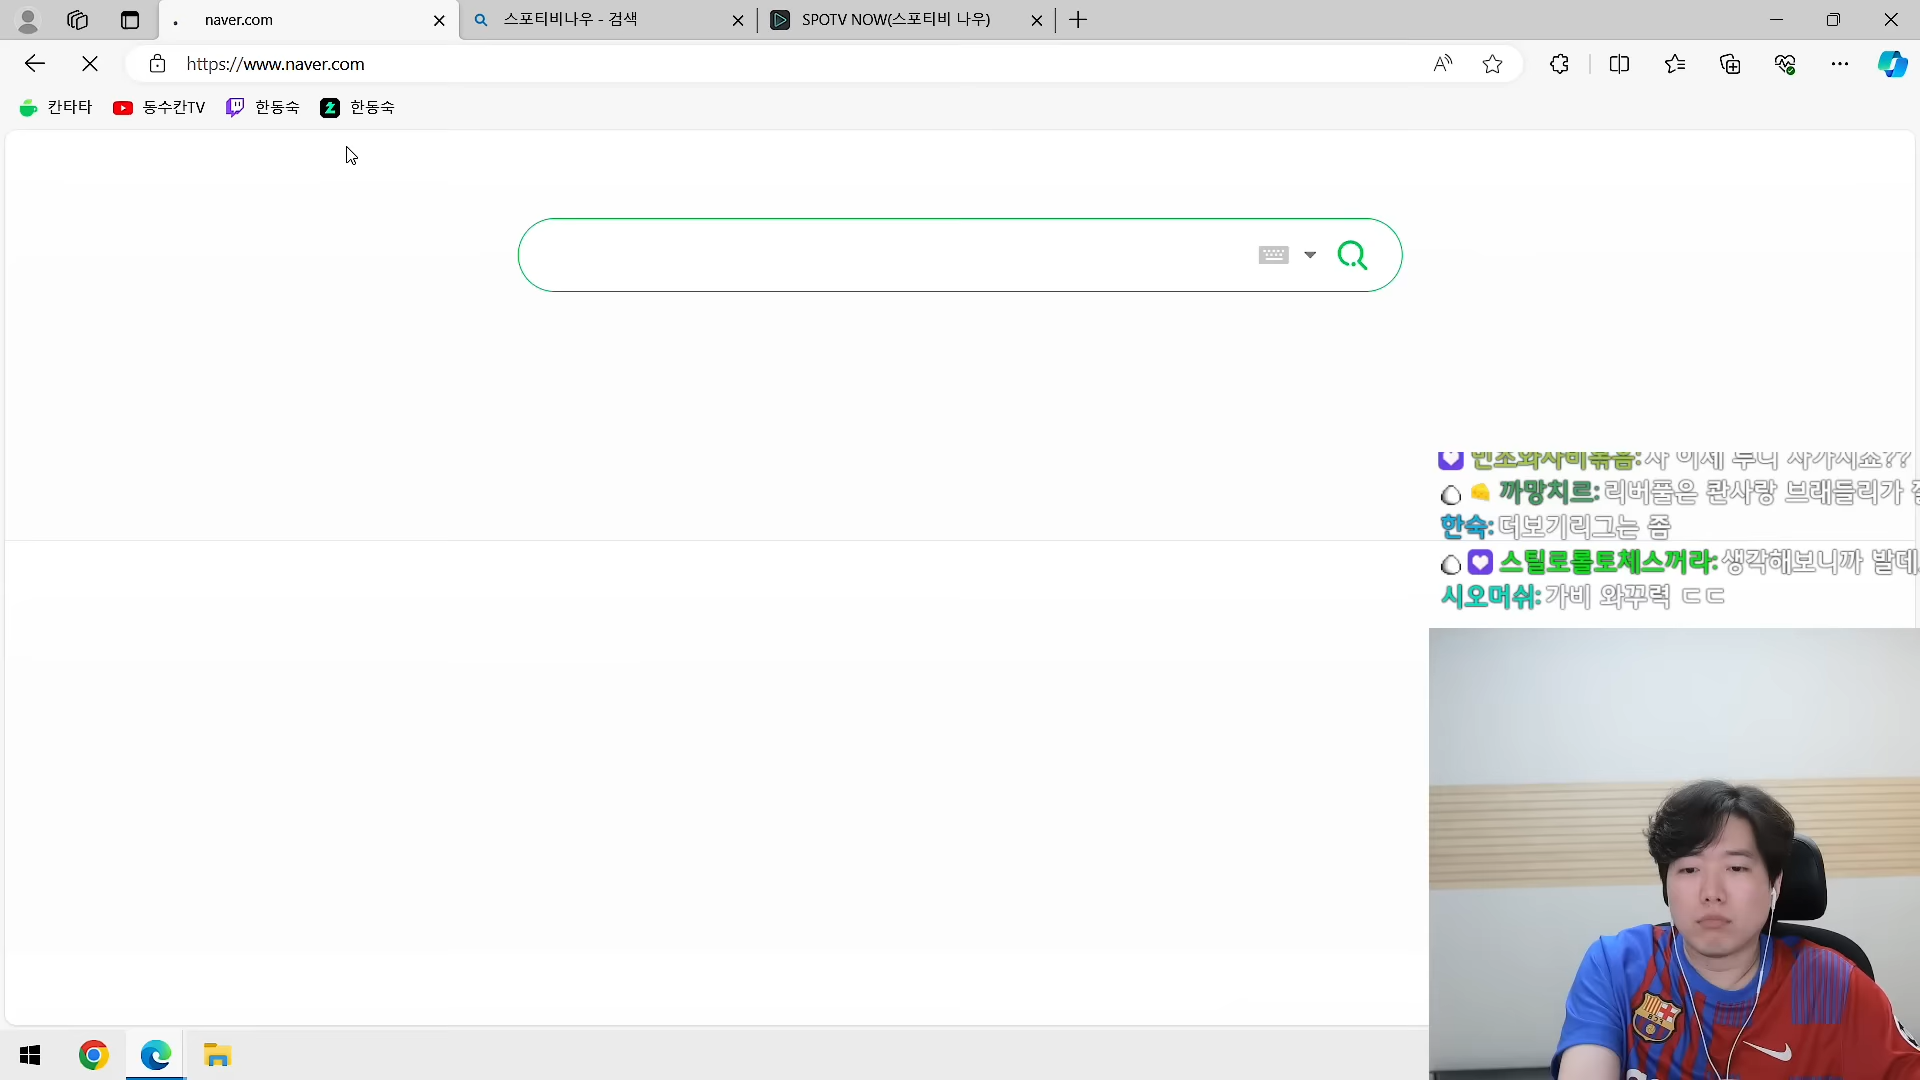 naver.com
스포티비나우 - 검색
SPOTV NOW(스포티비 나우)
https://www.naver.com
칸타타
동수칸TV
한동숙
한동숙
까망치르: 리버풀은 콴사랑 브래들리가
한숙: 더보기리그는 좀
스틸로롤토체스꺼라: 생각해보니까 발데
시오머쉬: 가비 와꾸력 ㄷㄷ